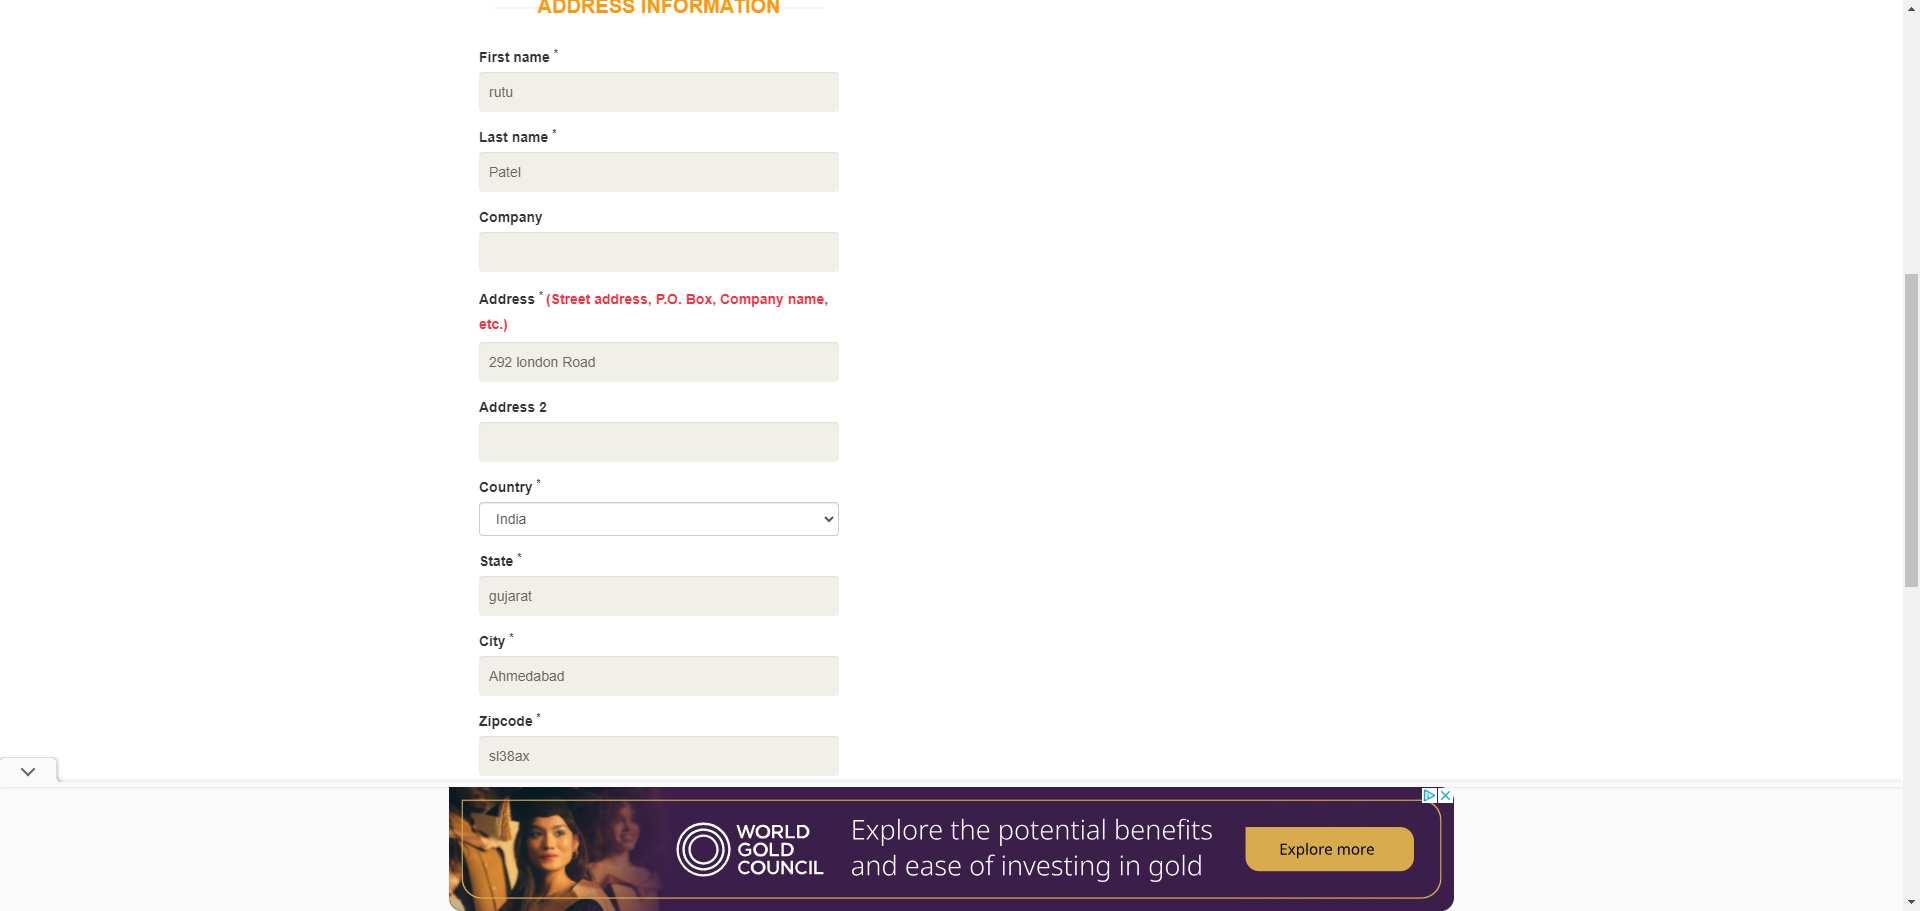 ADDRESS INFORMATION
First name *
rutu
Last name *
Patel
Company
Address * (Street address, P.O. Box, Company name,
etc.)
292 london Road
Address 2
Country *
India
State *
gujarat
City *
Ahmedabad
Zipcode *
sl38ax
WORLD
GOLD
COUNCIL
Explore the potential benefits
and ease of investing in gold
Explore more